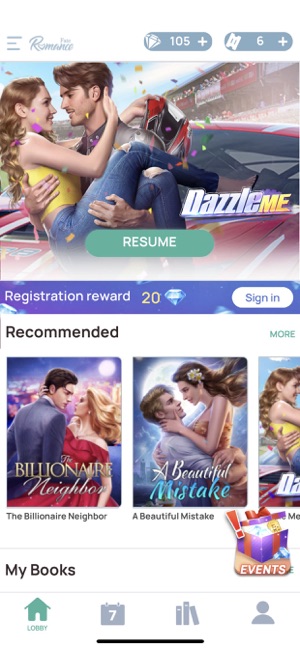 Fate
Romance
105 +
6 +
Dazzle ME
RESUME
Registration reward 20
Sign in
Recommended
MORE
The
BILLIONAIRE
Neighbor
A Beautiful
Mistake
Da
The Billionaire Neighbor
A Beautiful Mistake
Me
EVENTS
My Books
7
LOBBY